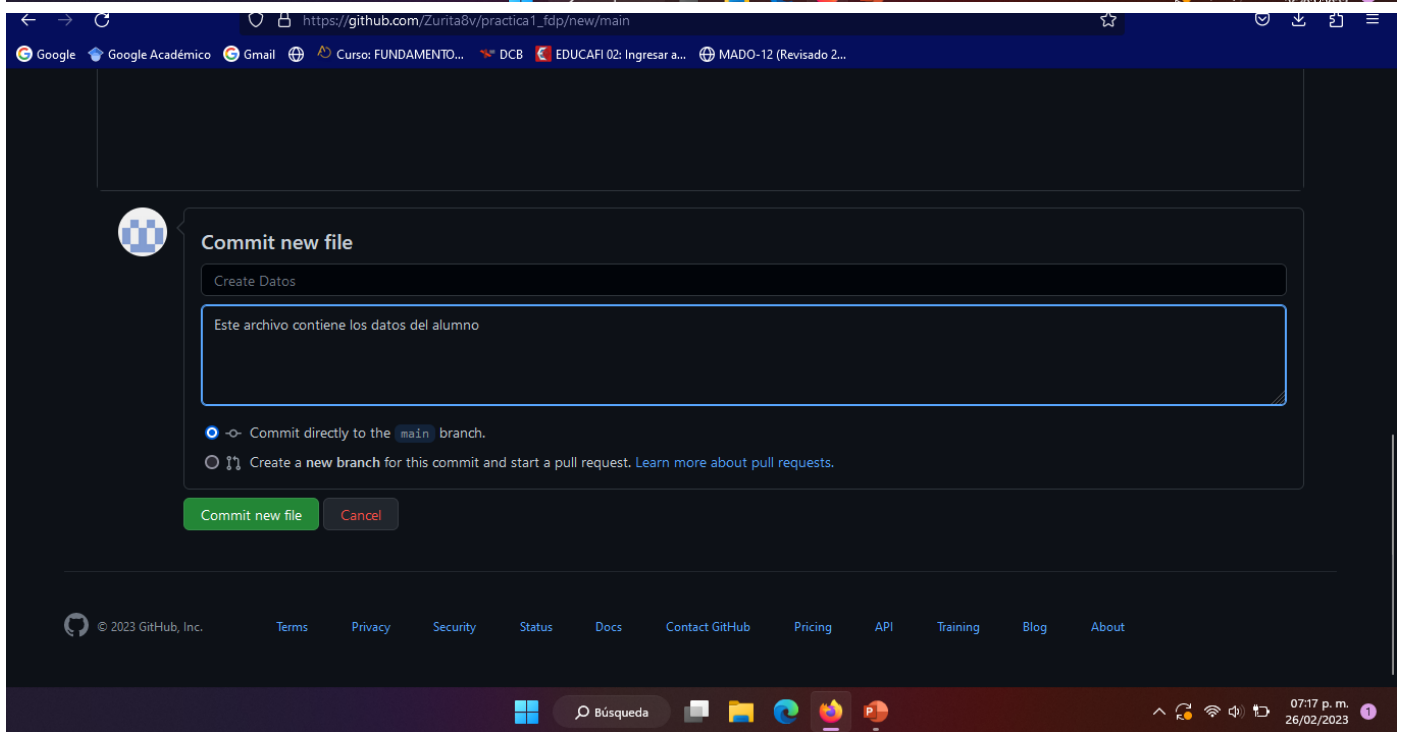 https://github.com/Zurita8v/practica1_fdp/new/main
Google Google Académico Gmail Curso: FUNDAMENTO... DCB EDUCAFI 02: Ingresar a... MADO-12 (Revisado 2...
Commit new file
Create Datos
Este archivo contiene los datos del alumno
Commit directly to the main branch.
Create a new branch for this commit and start a pull request. Learn more about pull requests.
Commit new file Cancel
© 2023 GitHub, Inc. Terms Privacy Security Status Docs Contact GitHub Pricing API Training Blog About
Búsqueda
07:17 p. m.
26/02/2023
1